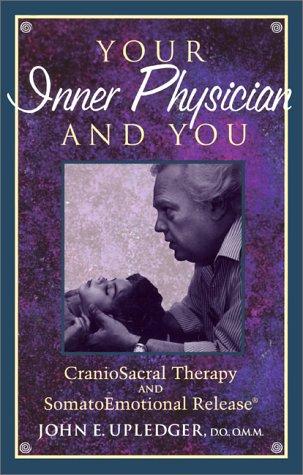 YOUR
Inner Physician
AND YOU
CranioSacral Therapy
AND
SomatoEmotional Release®
JOHN E. UPLEDGER, D.O. O.M.M.